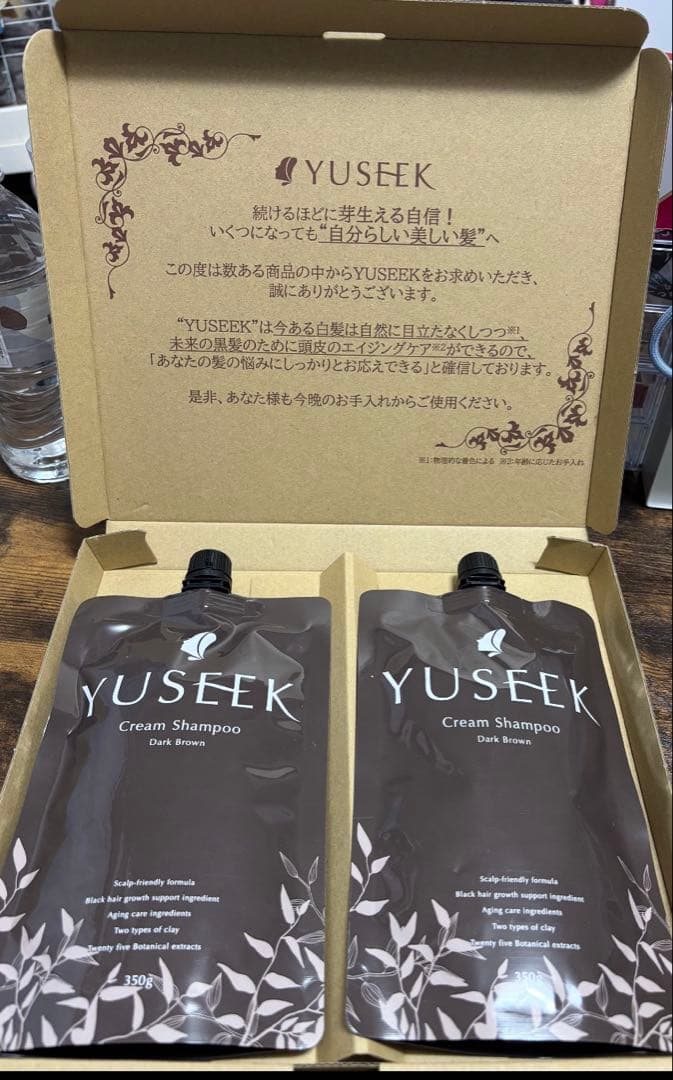 YUSEEK
続けるほどに芽生える自信！
いくつになっても“自分らしい美しい髪”へ
この度は数ある商品の中からYUSEEKをお求めいただき、
誠にありがとうございます。
“YUSEEK”は今ある白髪は自然に目立たなくしつつ※1、
未来の黒髪のために頭皮のエイジングケア※2ができるので、
「あなたの髪の悩みにしっかりとお応えできる」と確信しております。
是非、あなた様も今晩のお手入れからご使用ください。
※1:物理的な着色による ※2:年齢に応じたお手入れ
YUSEEK
Cream Shampoo
Dark Brown
Scalp-friendly formula
Black hair growth support ingredient
Aging care ingredients
Two types of clay
Twenty five Botanical extracts
350g
YUSEEK
Cream Shampoo
Dark Brown
Scalp-friendly formula
Black hair growth support ingredient
Aging care ingredients
Two types of clay
Twenty five Botanical extracts
350g